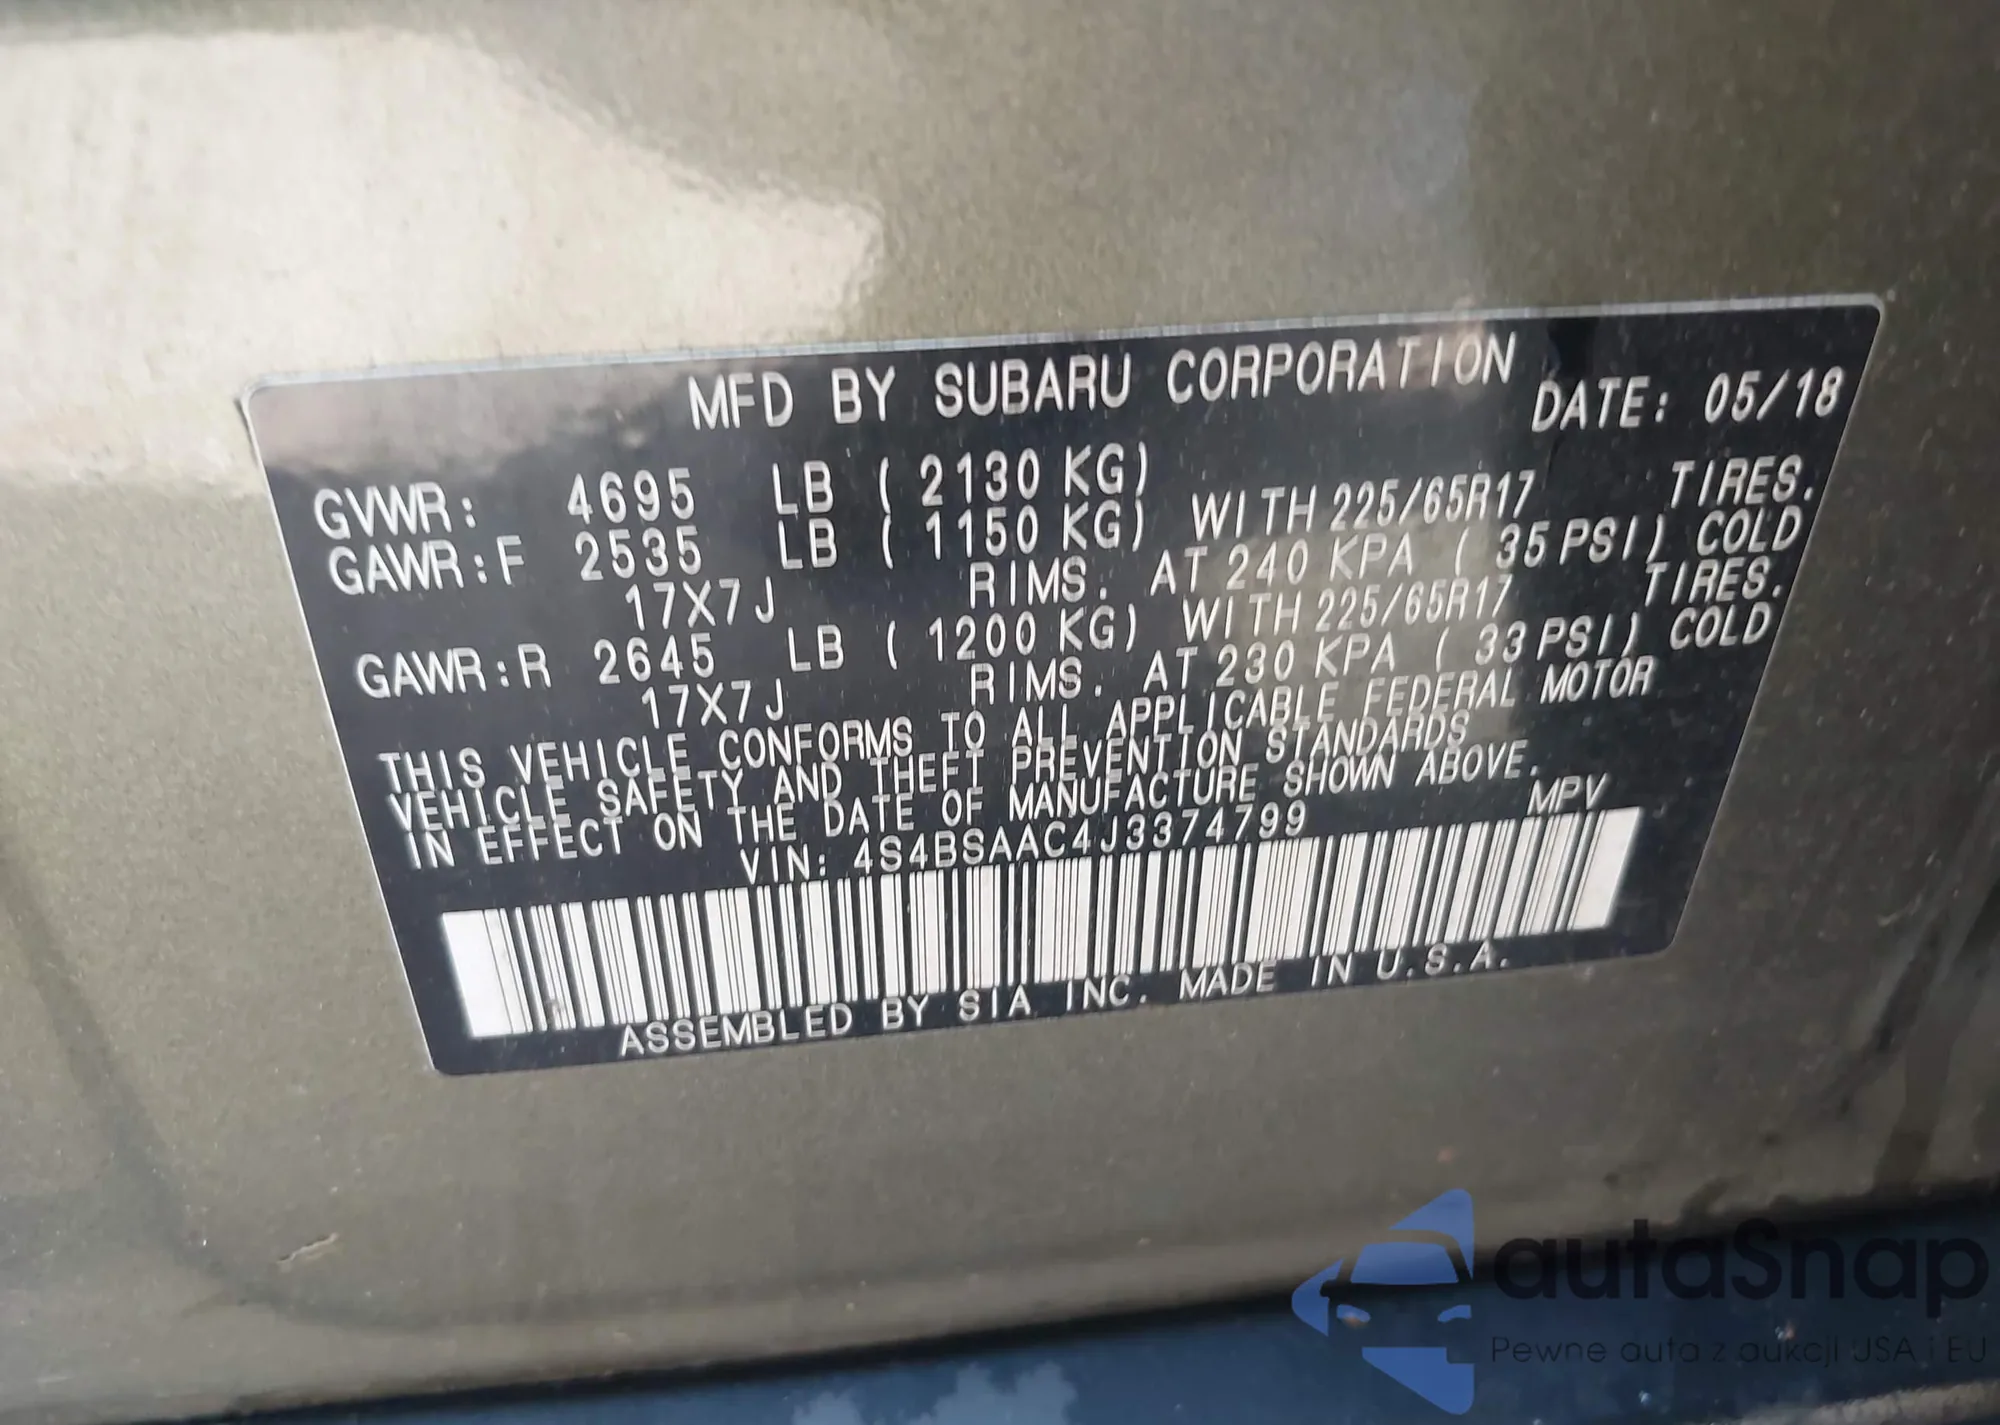 MFD BY SUBARU CORPORATION DATE: 05/18
GVWR: 4695 LB ( 2130 KG)
GAWR:F 2535 LB ( 1150 KG) WITH 225/65R17 TIRES.
17X7J RIMS. AT 240 KPA ( 35 PSI) COLD
GAWR:R 2645 LB ( 1200 KG) WITH 225/65R17 TIRES.
17X7J RIMS. AT 230 KPA ( 33 PSI) COLD
THIS VEHICLE CONFORMS TO ALL APPLICABLE FEDERAL MOTOR
VEHICLE SAFETY AND THEFT PREVENTION STANDARDS
IN EFFECT ON THE DATE OF MANUFACTURE SHOWN ABOVE.
VIN: 4S4BSAAC4J3374799 MPV
ASSEMBLED BY SIA INC. MADE IN U.S.A.
autaSnap
Pewne auta z aukcji USA i EU